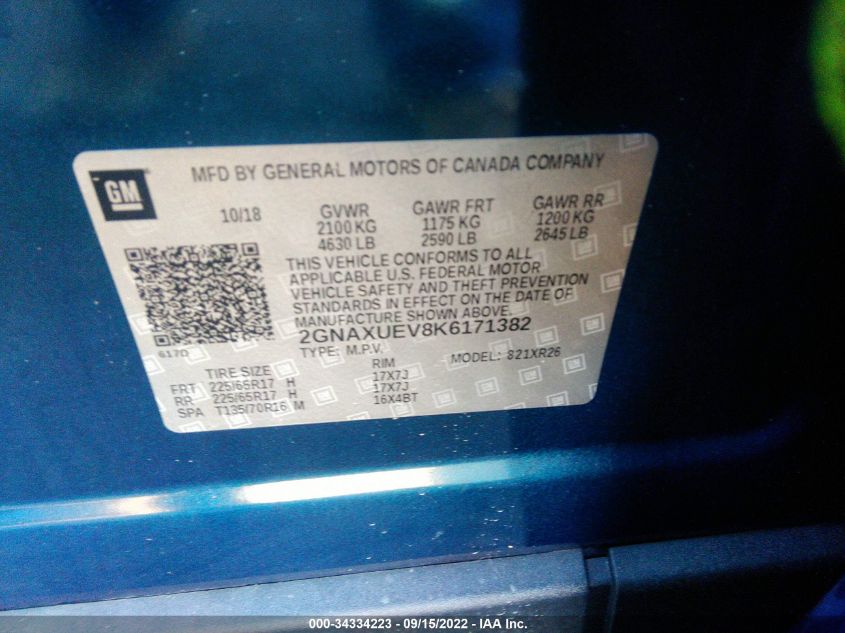 GM
MFD BY GENERAL MOTORS OF CANADA COMPANY
10/18 GVWR GAWR FRT GAWR RR
2100 KG 1175 KG 1200 KG
4630 LB 2590 LB 2645 LB
THIS VEHICLE CONFORMS TO ALL
APPLICABLE U.S. FEDERAL MOTOR
VEHICLE SAFETY AND THEFT PREVENTION
STANDARDS IN EFFECT ON THE DATE OF
MANUFACTURE SHOWN ABOVE.
617D 2GNAXUEV8K6171382
TYPE: M.P.V. MODEL: 821XR26
TIRE SIZE RIM
FRT 225/65R17 H 17X7J
RR 225/65R17 H 17X7J
SPA T135/70R16 M 16X4BT
000-34334223 - 09/15/2022 - IAA Inc.